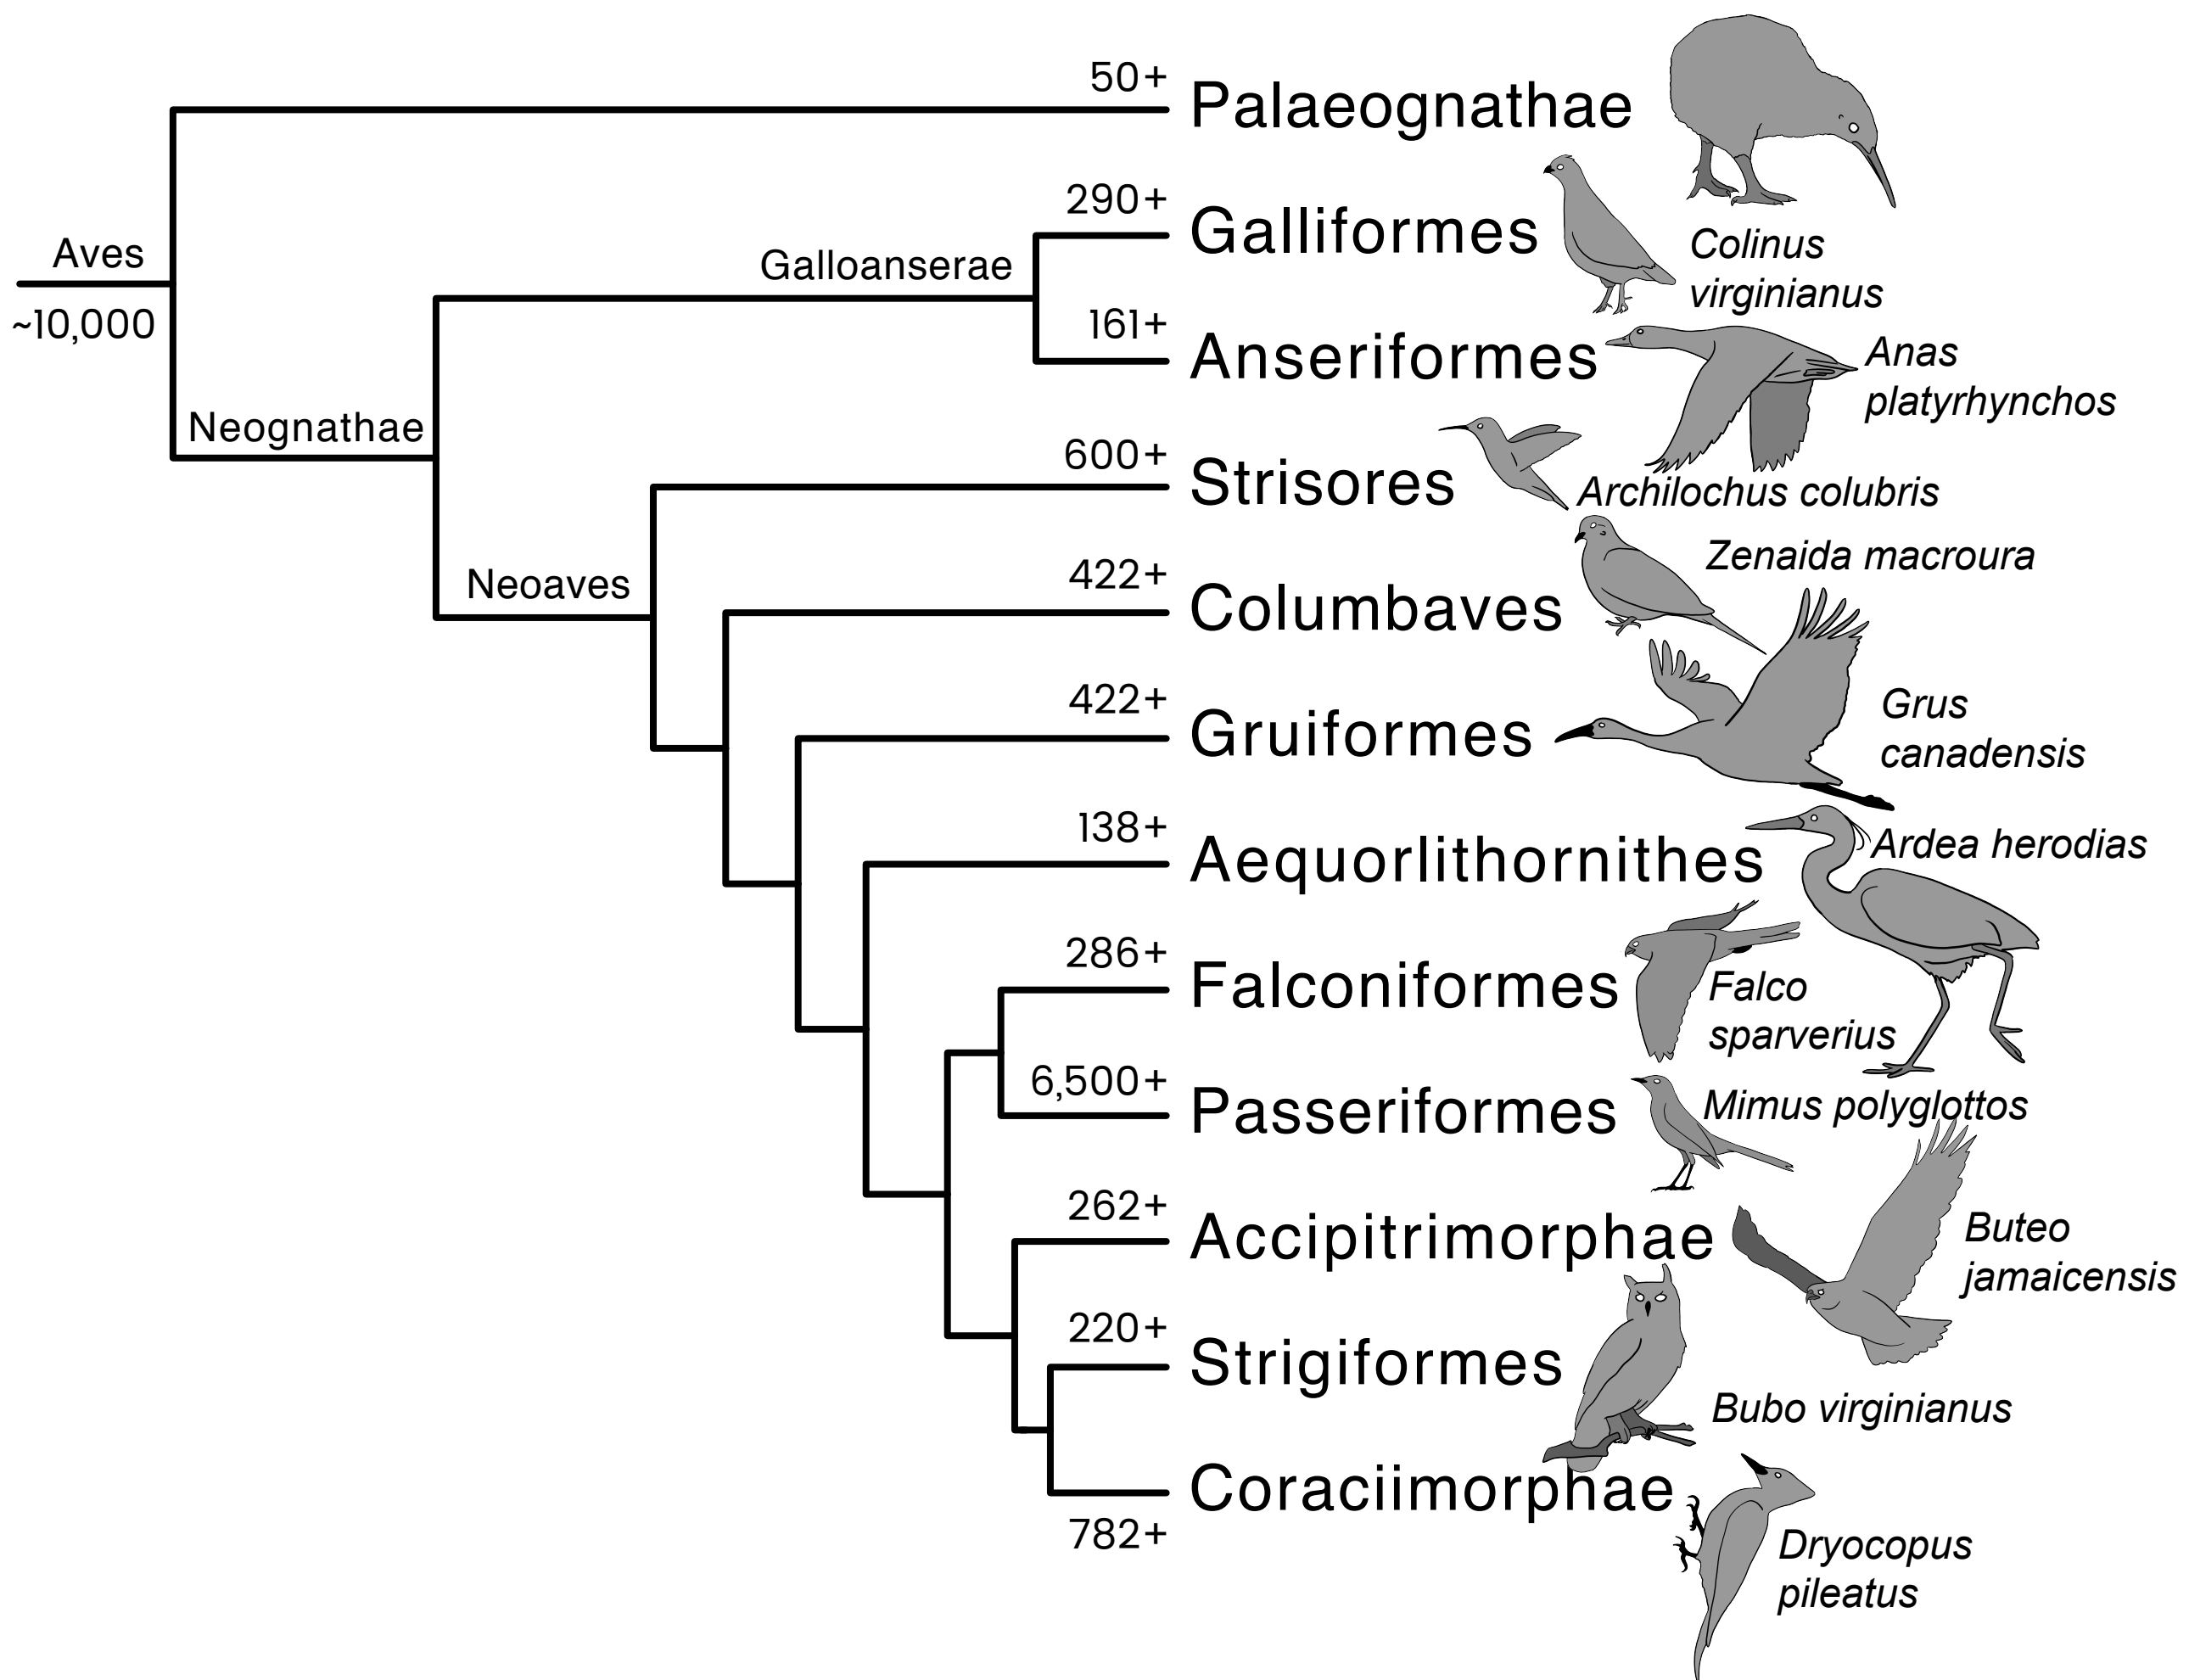 50+
Palaeognathae
290+
Galliformes
Colinus
virginianus
Aves
~10,000
Galloanserae
161+
Anseriformes
Anas
platyrhynchos
Neognathae
600+
Strisores
Archilochus colubris
Neoaves
422+
Columbaves
Zenaida macroura
422+
Gruiformes
Grus
canadensis
138+
Aequorlithornithes
Ardea herodias
286+
Falconiformes
Falco
sparverius
6,500+
Passeriformes
Mimus polyglottos
262+
Accipitrimorphae
Buteo
jamaicensis
220+
Strigiformes
Bubo virginianus
Coraciimorphae
782+
Dryocopus
pileatus